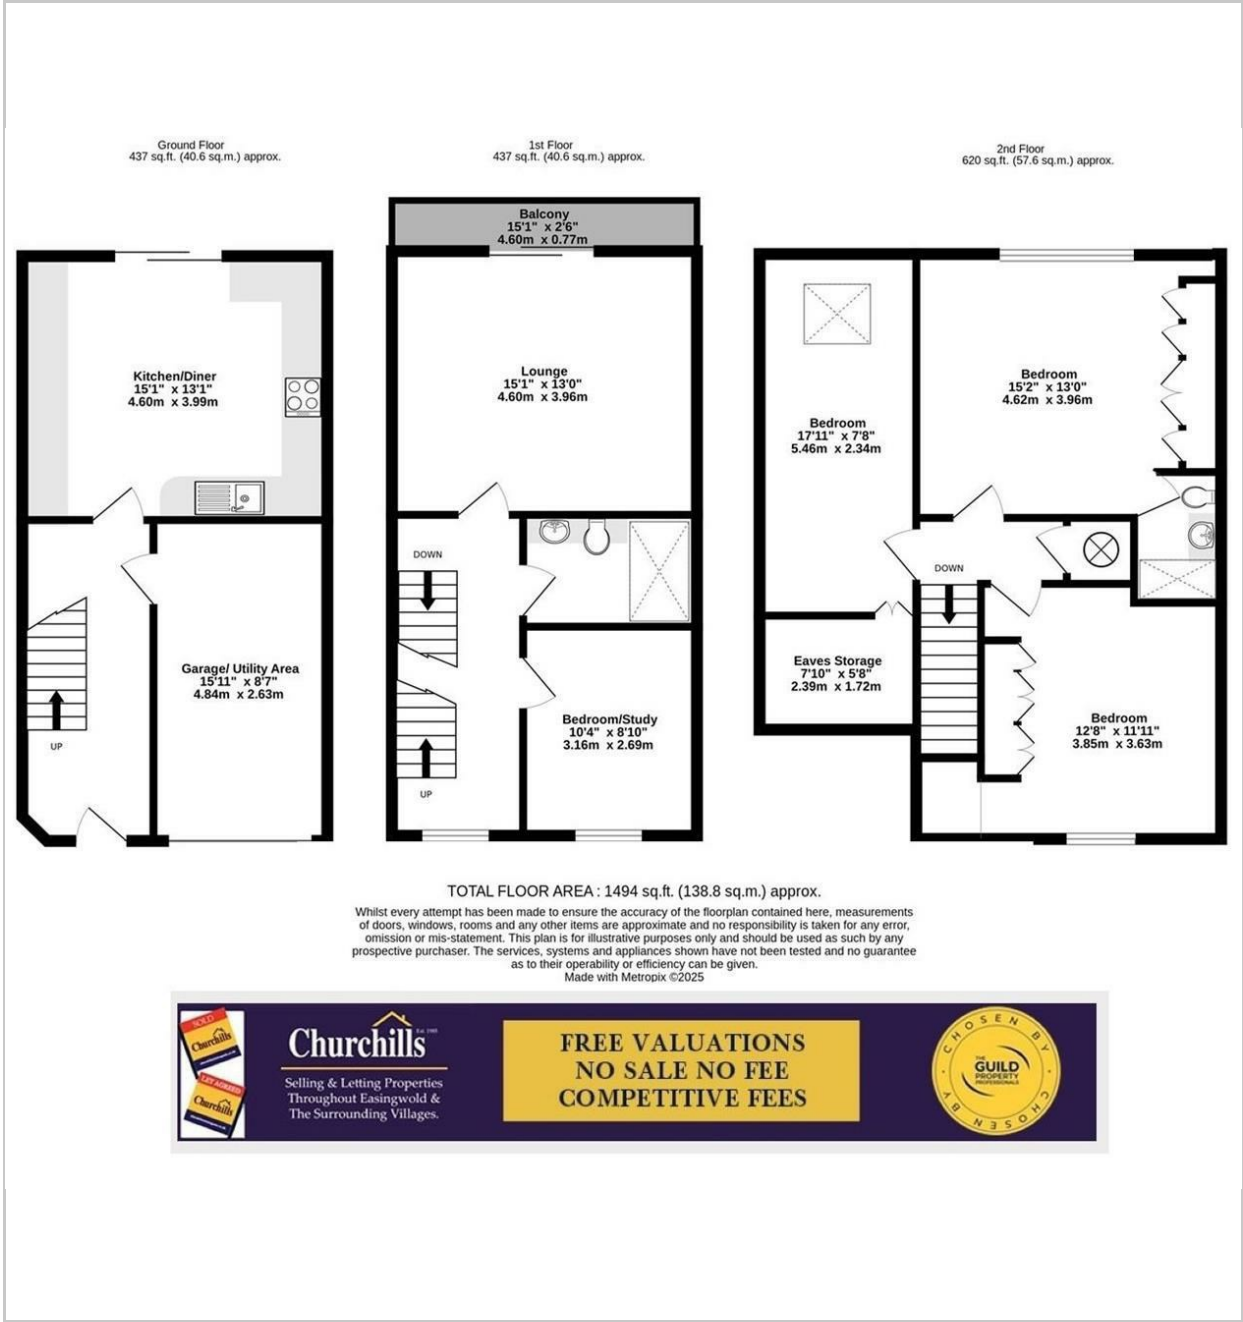 Ground Floor
437 sq.ft. (40.6 sq.m.) approx.
1st Floor
437 sq.ft. (40.6 sq.m.) approx.
2nd Floor
620 sq.ft. (57.6 sq.m.) approx.
Kitchen/Diner
15'1" x 13'1"
4.60m x 3.99m
Garage/ Utility Area
15'11" x 8'7"
4.84m x 2.63m
UP
Balcony
15'1" x 2'6"
4.60m x 0.77m
Lounge
15'1" x 13'0"
4.60m x 3.96m
DOWN
UP
Bedroom/Study
10'4" x 8'10"
3.16m x 2.69m
Bedroom
15'2" x 13'0"
4.62m x 3.96m
Bedroom
17'11" x 7'8"
5.46m x 2.34m
DOWN
Eaves Storage
7'10" x 5'8"
2.39m x 1.72m
Bedroom
12'8" x 11'11"
3.85m x 3.63m
TOTAL FLOOR AREA : 1494 sq.ft. (138.8 sq.m.) approx.
Whilst every attempt has been made to ensure the accuracy of the floorplan contained here, measurements
of doors, windows, rooms and any other items are approximate and no responsibility is taken for any error,
omission or mis-statement. This plan is for illustrative purposes only and should be used as such by any
prospective purchaser. The services, systems and appliances shown have not been tested and no guarantee
as to their operability or efficiency can be given.
Made with Metropix ©2025
SOLD
Churchills
LET AGREED
Churchills
Churchills
Selling & Letting Properties
Throughout Easingwold &
The Surrounding Villages.
FREE VALUATIONS
NO SALE NO FEE
COMPETITIVE FEES
CHOSEN BY
THE
GUILD
PROPERTY
PROFESSIONALS
CHOSEN BY